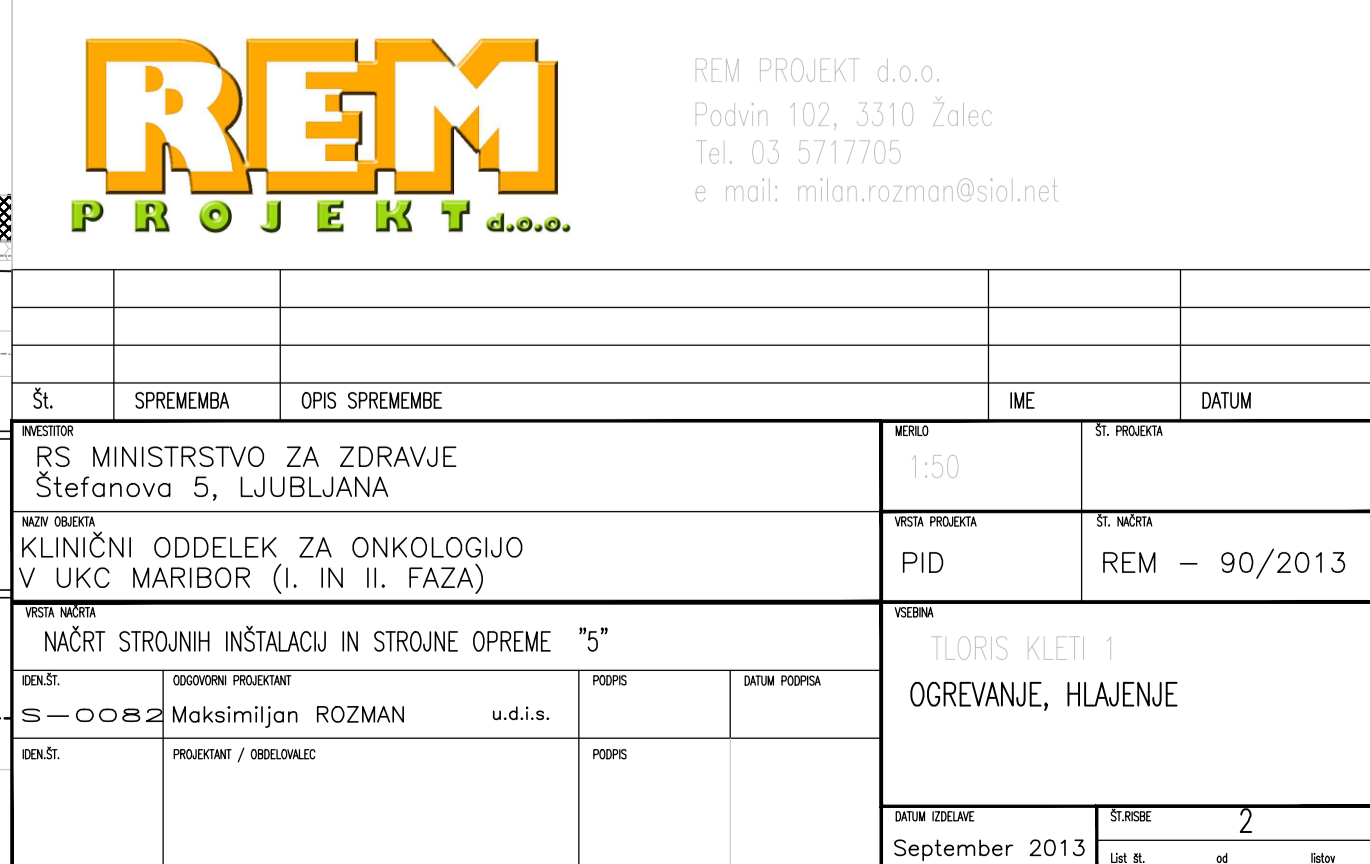 REM
PROJEKT d.o.o.
REM PROJEKT d.o.o.
Podvin 102, 3310 Žalec
Tel. 03 5717705
e mail: milan.rozman@siol.net
Št. SPREMEMBA OPIS SPREMEMBE IME DATUM
INVESTITOR
RS MINISTRSTVO ZA ZDRAVJE
Štefanova 5, LJUBLJANA
MERILO
1:50
ŠT. PROJEKTA
NAZIV OBJEKTA
KLINIČNI ODDELEK ZA ONKOLOGIJO
V UKC MARIBOR (I. IN II. FAZA)
VRSTA PROJEKTA
PID
ŠT. NAČRTA
REM – 90/2013
VRSTA NAČRTA
NAČRT STROJNIH INŠTALACIJ IN STROJNE OPREME "5"
VSEBINA
TLORIS KLETI 1
OGREVANJE, HLAJENJE
IDEN.ŠT. ODGOVORNI PROJEKTANT PODPIS DATUM PODPISA
S–0082 Maksimiljan ROZMAN u.d.i.s.
IDEN.ŠT. PROJEKTANT / OBDELOVALEC PODPIS
DATUM IZDELAVE
September 2013
ŠT.RISBE 2
List št. od listov